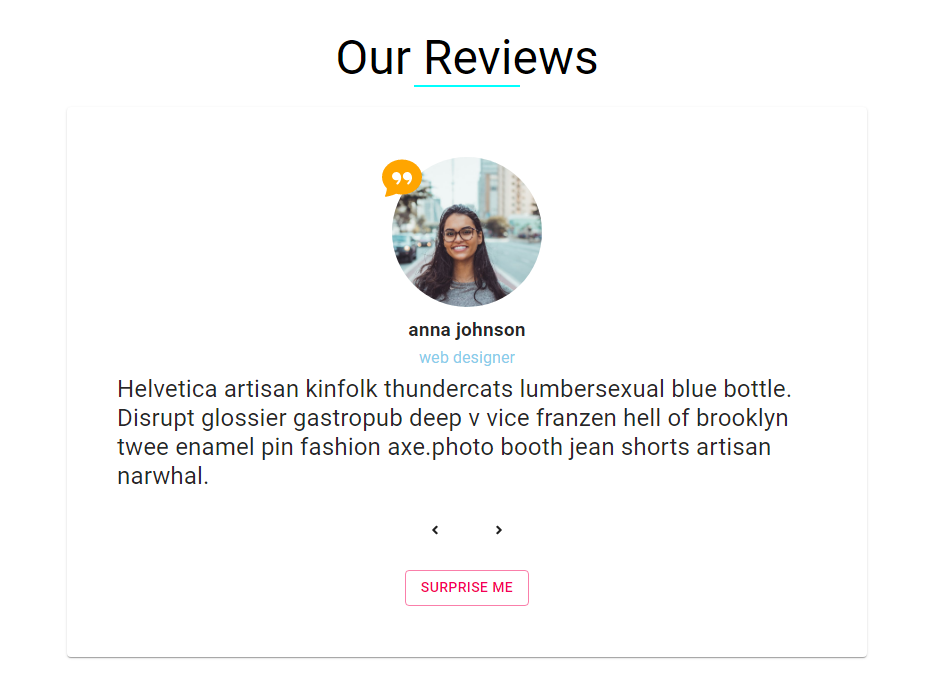 Our Reviews
anna johnson
web designer
Helvetica artisan kinfolk thundercats lumbersexual blue bottle.
Disrupt glossier gastropub deep v vice franzen hell of brooklyn
twee enamel pin fashion axe.photo booth jean shorts artisan
narwhal.
SURPRISE ME